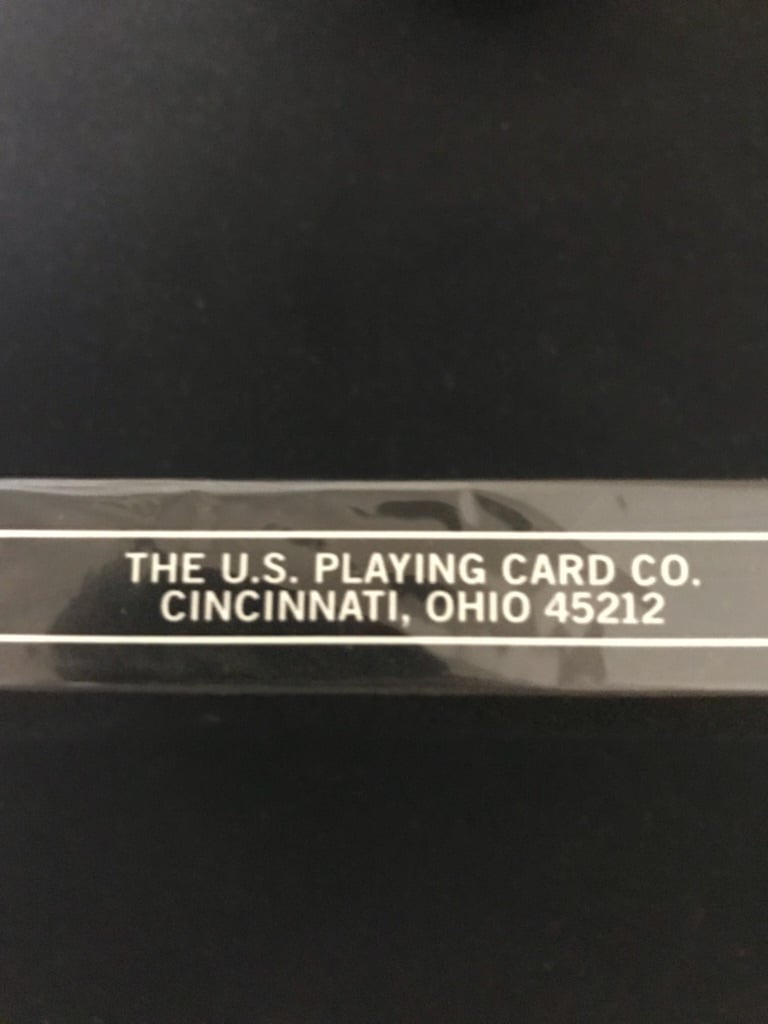 THE U.S. PLAYING CARD CO.
CINCINNATI, OHIO 45212